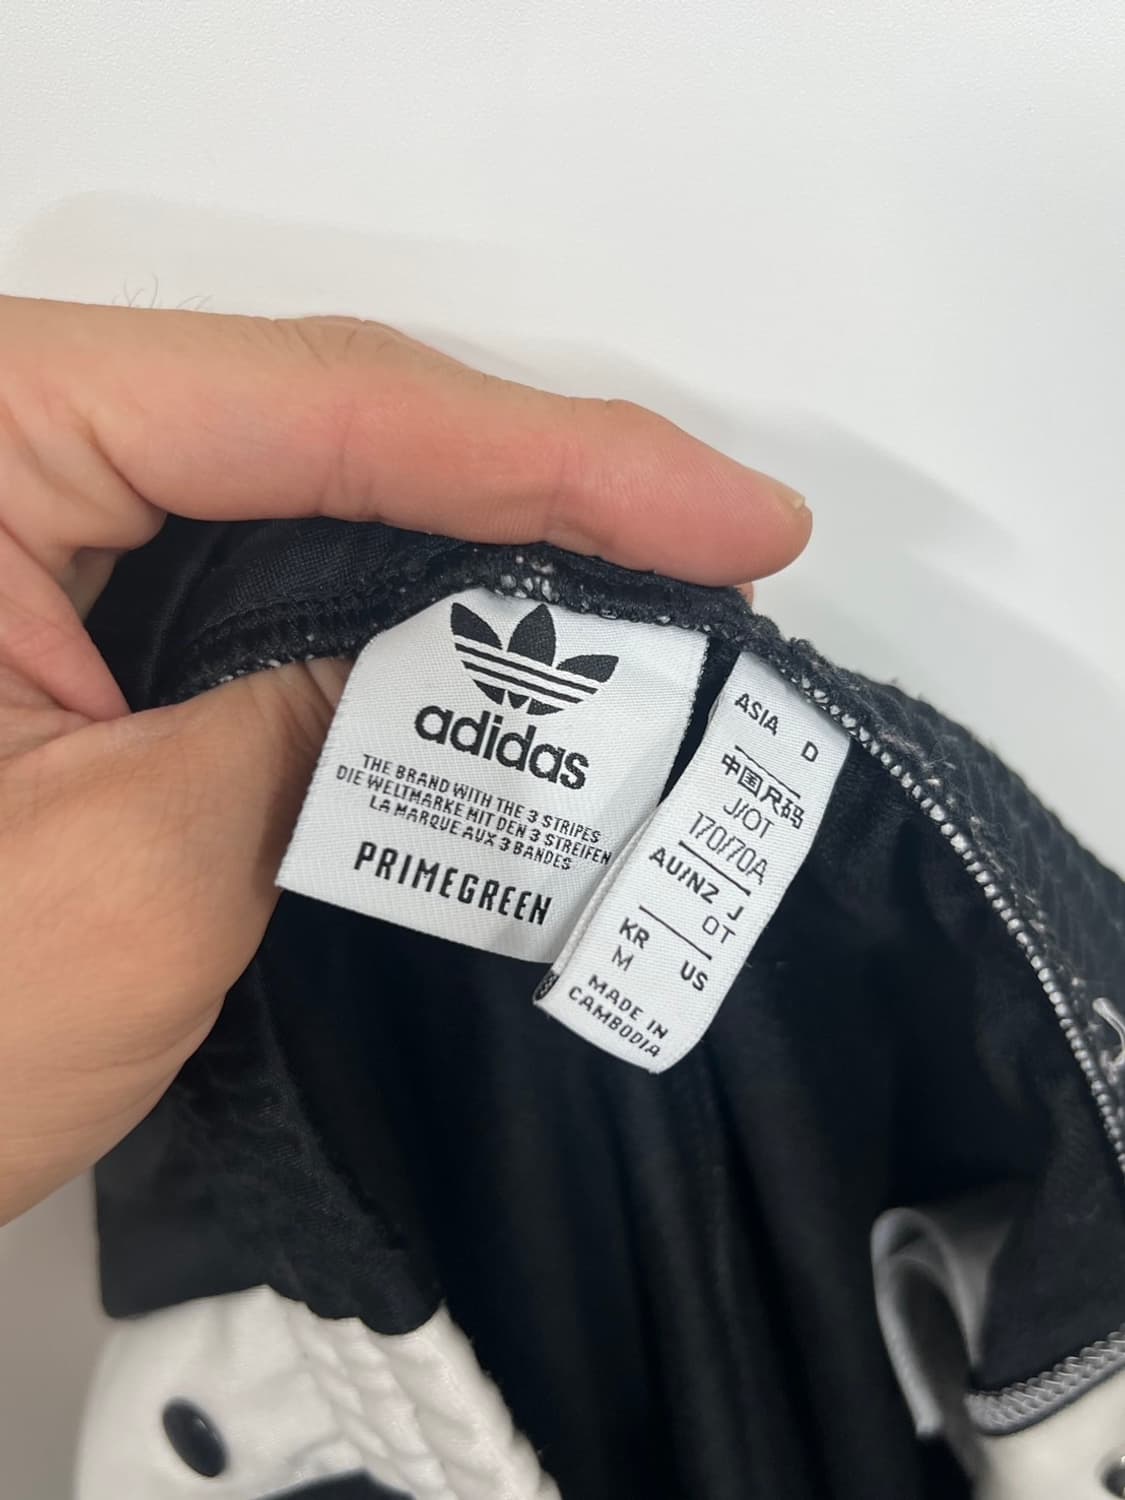 adidas
THE BRAND WITH THE 3 STRIPES
DIE WELTMARKE MIT DEN 3 STREIFEN
LA MARQUE AUX 3 BANDES
PRIMEGREEN
ASIA D
中国尺码
J/OT
170/70A
AU/NZ J
OT
KR US
M
MADE IN
CAMBODIA